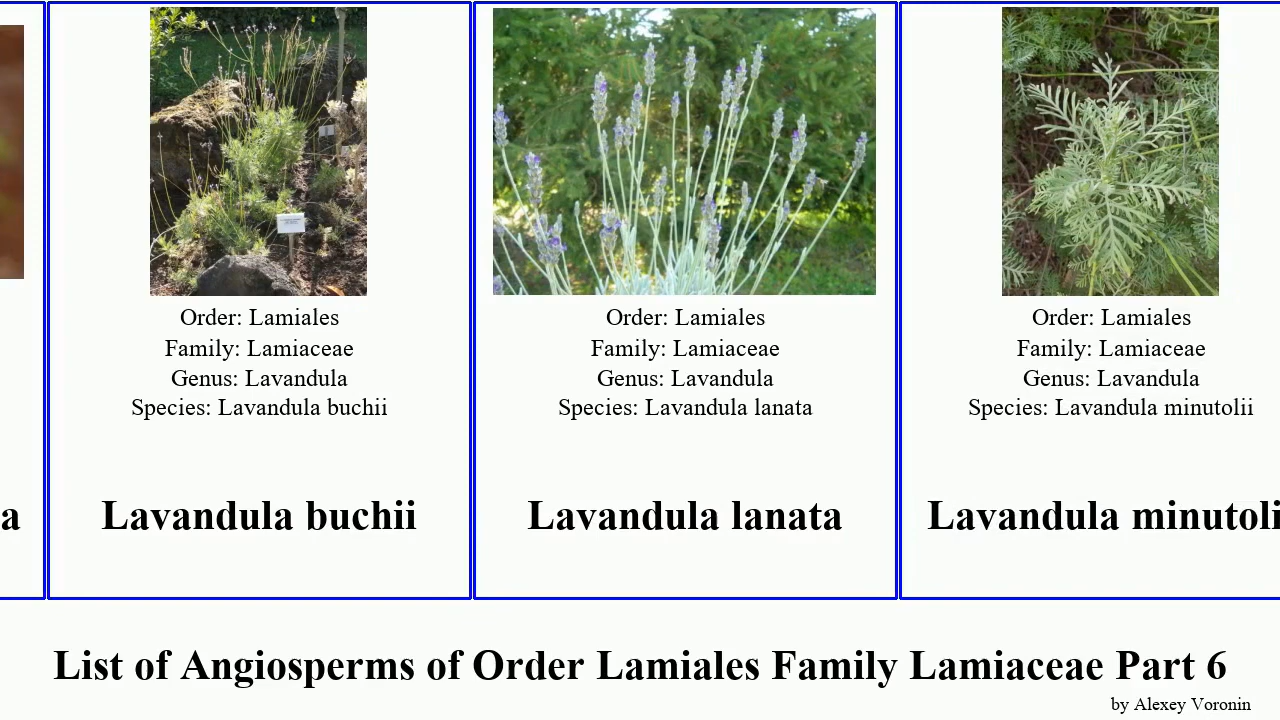 a
Order: Lamiales
Family: Lamiaceae
Genus: Lavandula
Species: Lavandula buchii
Lavandula buchii
Order: Lamiales
Family: Lamiaceae
Genus: Lavandula
Species: Lavandula lanata
Lavandula lanata
Order: Lamiales
Family: Lamiaceae
Genus: Lavandula
Species: Lavandula minutolii
Lavandula minutoli
List of Angiosperms of Order Lamiales Family Lamiaceae Part 6
by Alexey Voronin